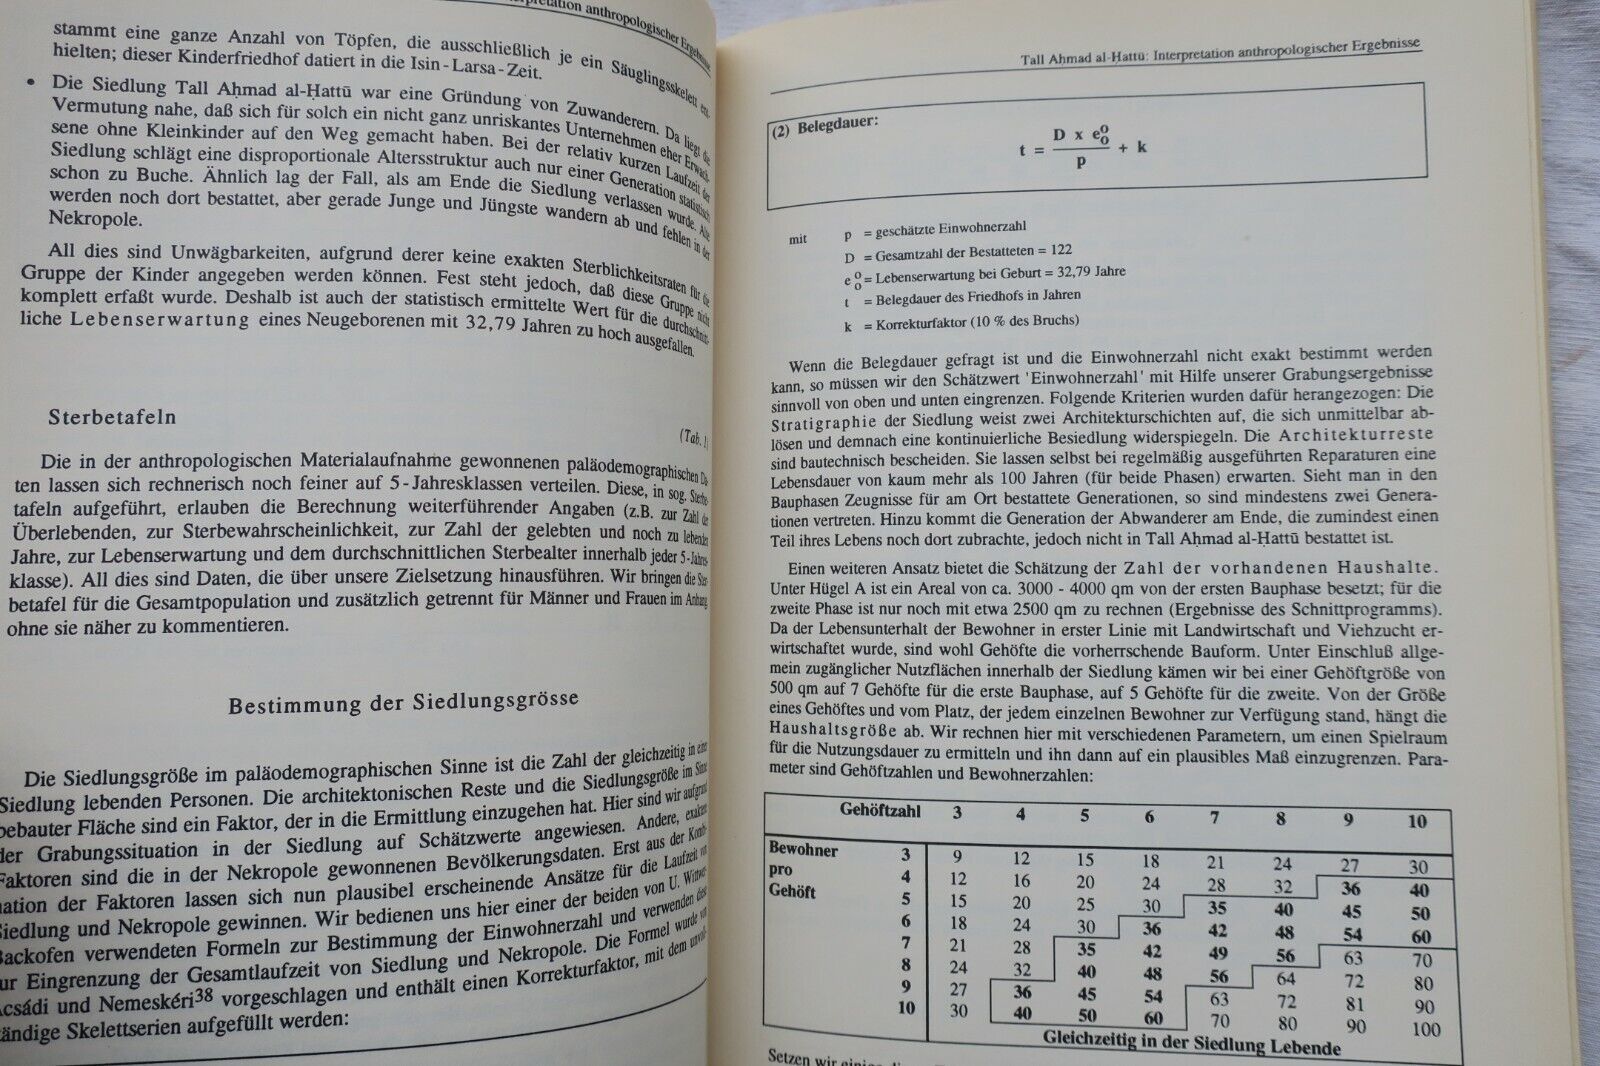 anthropologischer Ergebnisse
stammt eine ganze Anzahl von Töpfen, die ausschließlich je ein Säuglingsskelett ent-
hielten; dieser Kinderfriedhof datiert in die Isin-Larsa-Zeit.
• Die Siedlung Tall Aḥmad al-Ḥattū war eine Gründung von Zuwanderern. Da liegt die
Vermutung nahe, daß sich für solch ein nicht ganz unriskantes Unternehmen eher Erwach-
sene ohne Kleinkinder auf den Weg gemacht haben. Bei der relativ kurzen Laufzeit der
Siedlung schlägt eine disproportionale Altersstruktur auch nur einer Generation statistisch
schon zu Buche. Ähnlich lag der Fall, als am Ende die Siedlung verlassen wurde. Alte
werden noch dort bestattet, aber gerade Junge und Jüngste wandern ab und fehlen in der
Nekropole.
All dies sind Unwägbarkeiten, aufgrund derer keine exakten Sterblichkeitsraten für die
Gruppe der Kinder angegeben werden können. Fest steht jedoch, daß diese Gruppe nicht
komplett erfaßt wurde. Deshalb ist auch der statistisch ermittelte Wert für die durchschnitt-
liche Lebenserwartung eines Neugeborenen mit 32,79 Jahren zu hoch ausgefallen.
Sterbetafeln
(Tab. 1)
Die in der anthropologischen Materialaufnahme gewonnenen paläodemographischen Da-
ten lassen sich rechnerisch noch feiner auf 5-Jahresklassen verteilen. Diese, in sog. Sterbe-
tafeln aufgeführt, erlauben die Berechnung weiterführender Angaben (z.B. zur Zahl der
Überlebenden, zur Sterbewahrscheinlichkeit, zur Zahl der gelebten und noch zu lebenden
Jahre, zur Lebenserwartung und dem durchschnittlichen Sterbealter innerhalb jeder 5-Jahres-
klasse). All dies sind Daten, die über unsere Zielsetzung hinausführen. Wir bringen die Ster-
betafel für die Gesamtpopulation und zusätzlich getrennt für Männer und Frauen im Anhang
ohne sie näher zu kommentieren.
Bestimmung der Siedlungsgrösse
Die Siedlungsgröße im paläodemographischen Sinne ist die Zahl der gleichzeitig in einer
Siedlung lebenden Personen. Die architektonischen Reste und die Siedlungsgröße im Sinne
bebauter Fläche sind ein Faktor, der in die Ermittlung einzugehen hat. Hier sind wir aufgrund
der Grabungssituation in der Siedlung auf Schätzwerte angewiesen. Andere, exaktere
Faktoren sind die in der Nekropole gewonnenen Bevölkerungsdaten. Erst aus der Kombi-
nation der Faktoren lassen sich nun plausibel erscheinende Ansätze für die Laufzeit von
Siedlung und Nekropole gewinnen. Wir bedienen uns hier einer der beiden von U. Wittwer-
Backofen verwendeten Formeln zur Bestimmung der Einwohnerzahl und verwenden diese
zur Eingrenzung der Gesamtlaufzeit von Siedlung und Nekropole. Die Formel wurde von
Acsádi und Nemeskéri38 vorgeschlagen und enthält einen Korrekturfaktor, mit dem unvoll-
ständige Skelettserien aufgefüllt werden:
Tall Aḥmad al-Ḥattū: Interpretation anthropologischer Ergebnisse
(2) Belegdauer:
t = D x e⁰₀ / p + k
mit p = geschätzte Einwohnerzahl
D = Gesamtzahl der Bestatteten = 122
e⁰₀ = Lebenserwartung bei Geburt = 32,79 Jahre
t = Belegdauer des Friedhofs in Jahren
k = Korrekturfaktor (10 % des Bruchs)
Wenn die Belegdauer gefragt ist und die Einwohnerzahl nicht exakt bestimmt werden
kann, so müssen wir den Schätzwert 'Einwohnerzahl' mit Hilfe unserer Grabungsergebnisse
sinnvoll von oben und unten eingrenzen. Folgende Kriterien wurden dafür herangezogen: Die
Stratigraphie der Siedlung weist zwei Architekturschichten auf, die sich unmittelbar ab-
lösen und demnach eine kontinuierliche Besiedlung widerspiegeln. Die Architekturreste
sind bautechnisch bescheiden. Sie lassen selbst bei regelmäßig ausgeführten Reparaturen eine
Lebensdauer von kaum mehr als 100 Jahren (für beide Phasen) erwarten. Sieht man in den
Bauphasen Zeugnisse für am Ort bestattete Generationen, so sind mindestens zwei Genera-
tionen vertreten. Hinzu kommt die Generation der Abwanderer am Ende, die zumindest einen
Teil ihres Lebens noch dort zubrachte, jedoch nicht in Tall Aḥmad al-Ḥattū bestattet ist.
Einen weiteren Ansatz bietet die Schätzung der Zahl der vorhandenen Haushalte.
Unter Hügel A ist ein Areal von ca. 3000 - 4000 qm von der ersten Bauphase besetzt; für die
zweite Phase ist nur noch mit etwa 2500 qm zu rechnen (Ergebnisse des Schnittprogramms).
Da der Lebensunterhalt der Bewohner in erster Linie mit Landwirtschaft und Viehzucht er-
wirtschaftet wurde, sind wohl Gehöfte die vorherrschende Bauform. Unter Einschluß allge-
mein zugänglicher Nutzflächen innerhalb der Siedlung kämen wir bei einer Gehöftgröße von
500 qm auf 7 Gehöfte für die erste Bauphase, auf 5 Gehöfte für die zweite. Von der Größe
eines Gehöftes und vom Platz, der jedem einzelnen Bewohner zur Verfügung stand, hängt die
Haushaltsgröße ab. Wir rechnen hier mit verschiedenen Parametern, um einen Spielraum
für die Nutzungsdauer zu ermitteln und ihn dann auf ein plausibles Maß einzugrenzen. Para-
meter sind Gehöftzahlen und Bewohnerzahlen:
Gehöftzahl 3 4 5 6 7 8 9 10
Bewohner 3 9 12 15 18 21 24 27 30
pro 4 12 16 20 24 28 32 36 40
Gehöft 5 15 20 25 30 35 40 45 50
6 18 24 30 36 42 48 54 60
7 21 28 35 42 49 56 63 70
8 24 32 40 48 56 64 72 80
9 27 36 45 54 63 72 81 90
10 30 40 50 60 70 80 90 100
Gleichzeitig in der Siedlung Lebende
Setzen wir